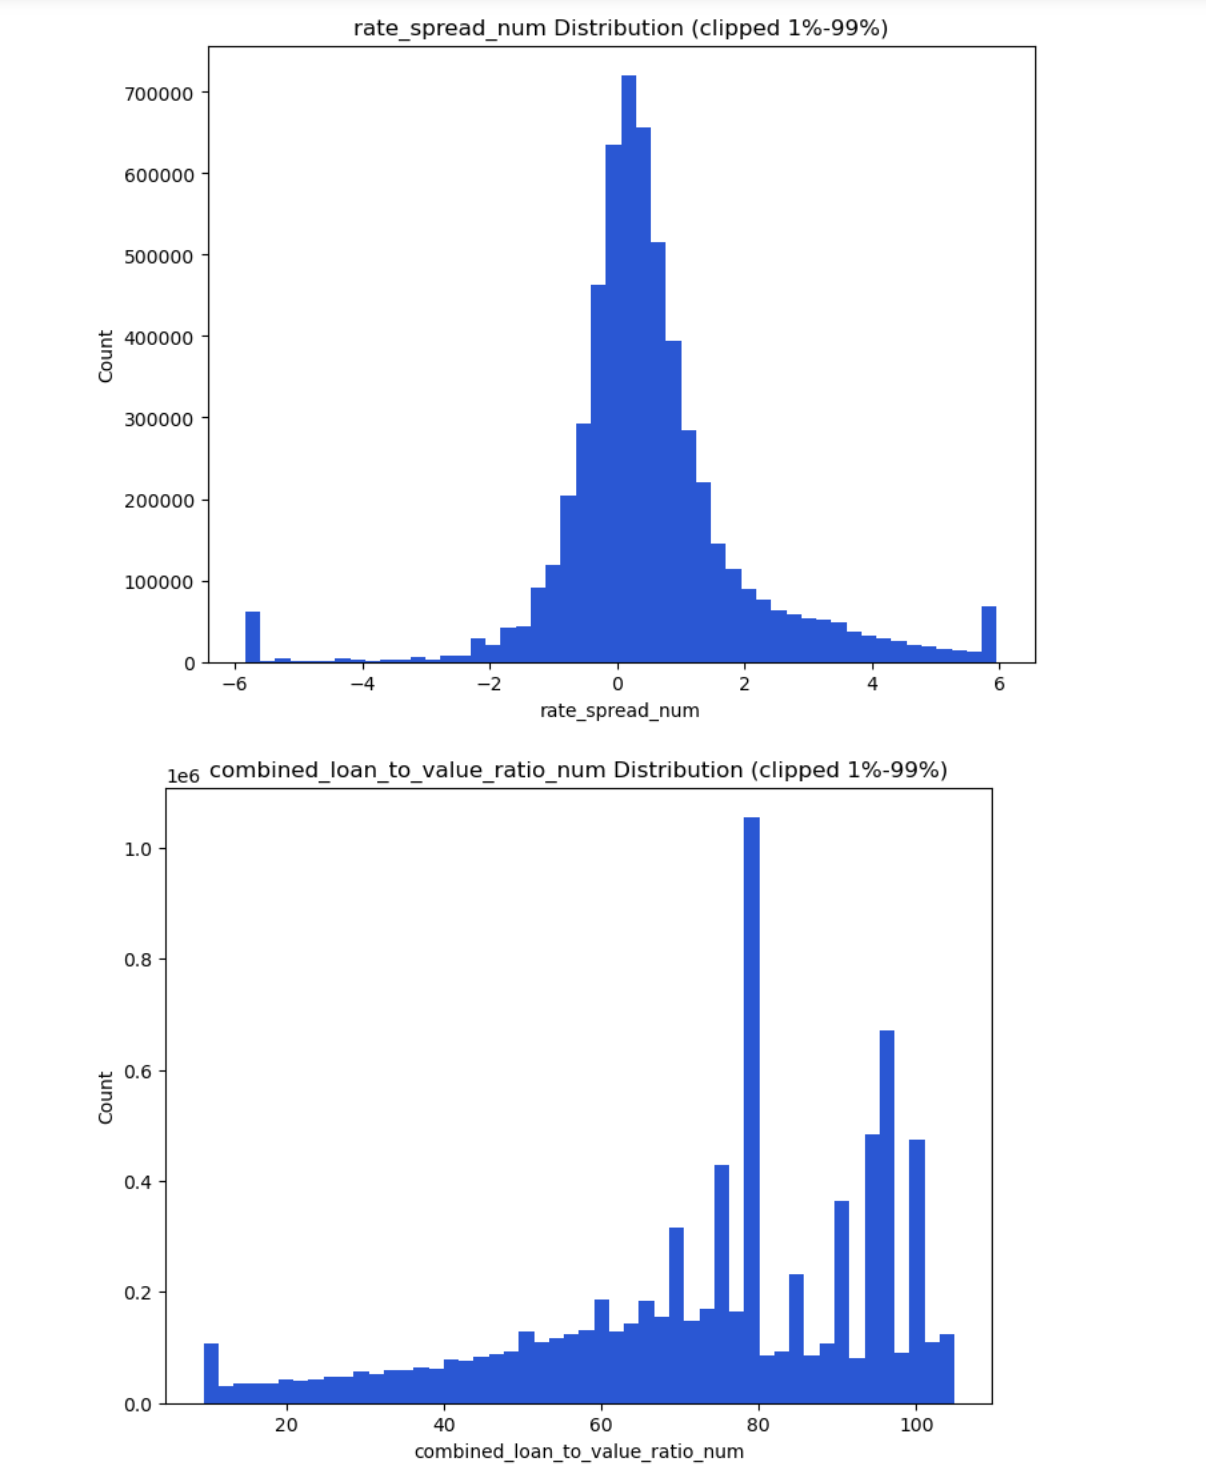 rate_spread_num Distribution (clipped 1%-99%)
700000
600000
500000
400000
300000
200000
100000
0
Count
−6 −4 −2 0 2 4 6
rate_spread_num
1e6 combined_loan_to_value_ratio_num Distribution (clipped 1%-99%)
1.0
0.8
0.6
0.4
0.2
0.0
Count
20 40 60 80 100
combined_loan_to_value_ratio_num